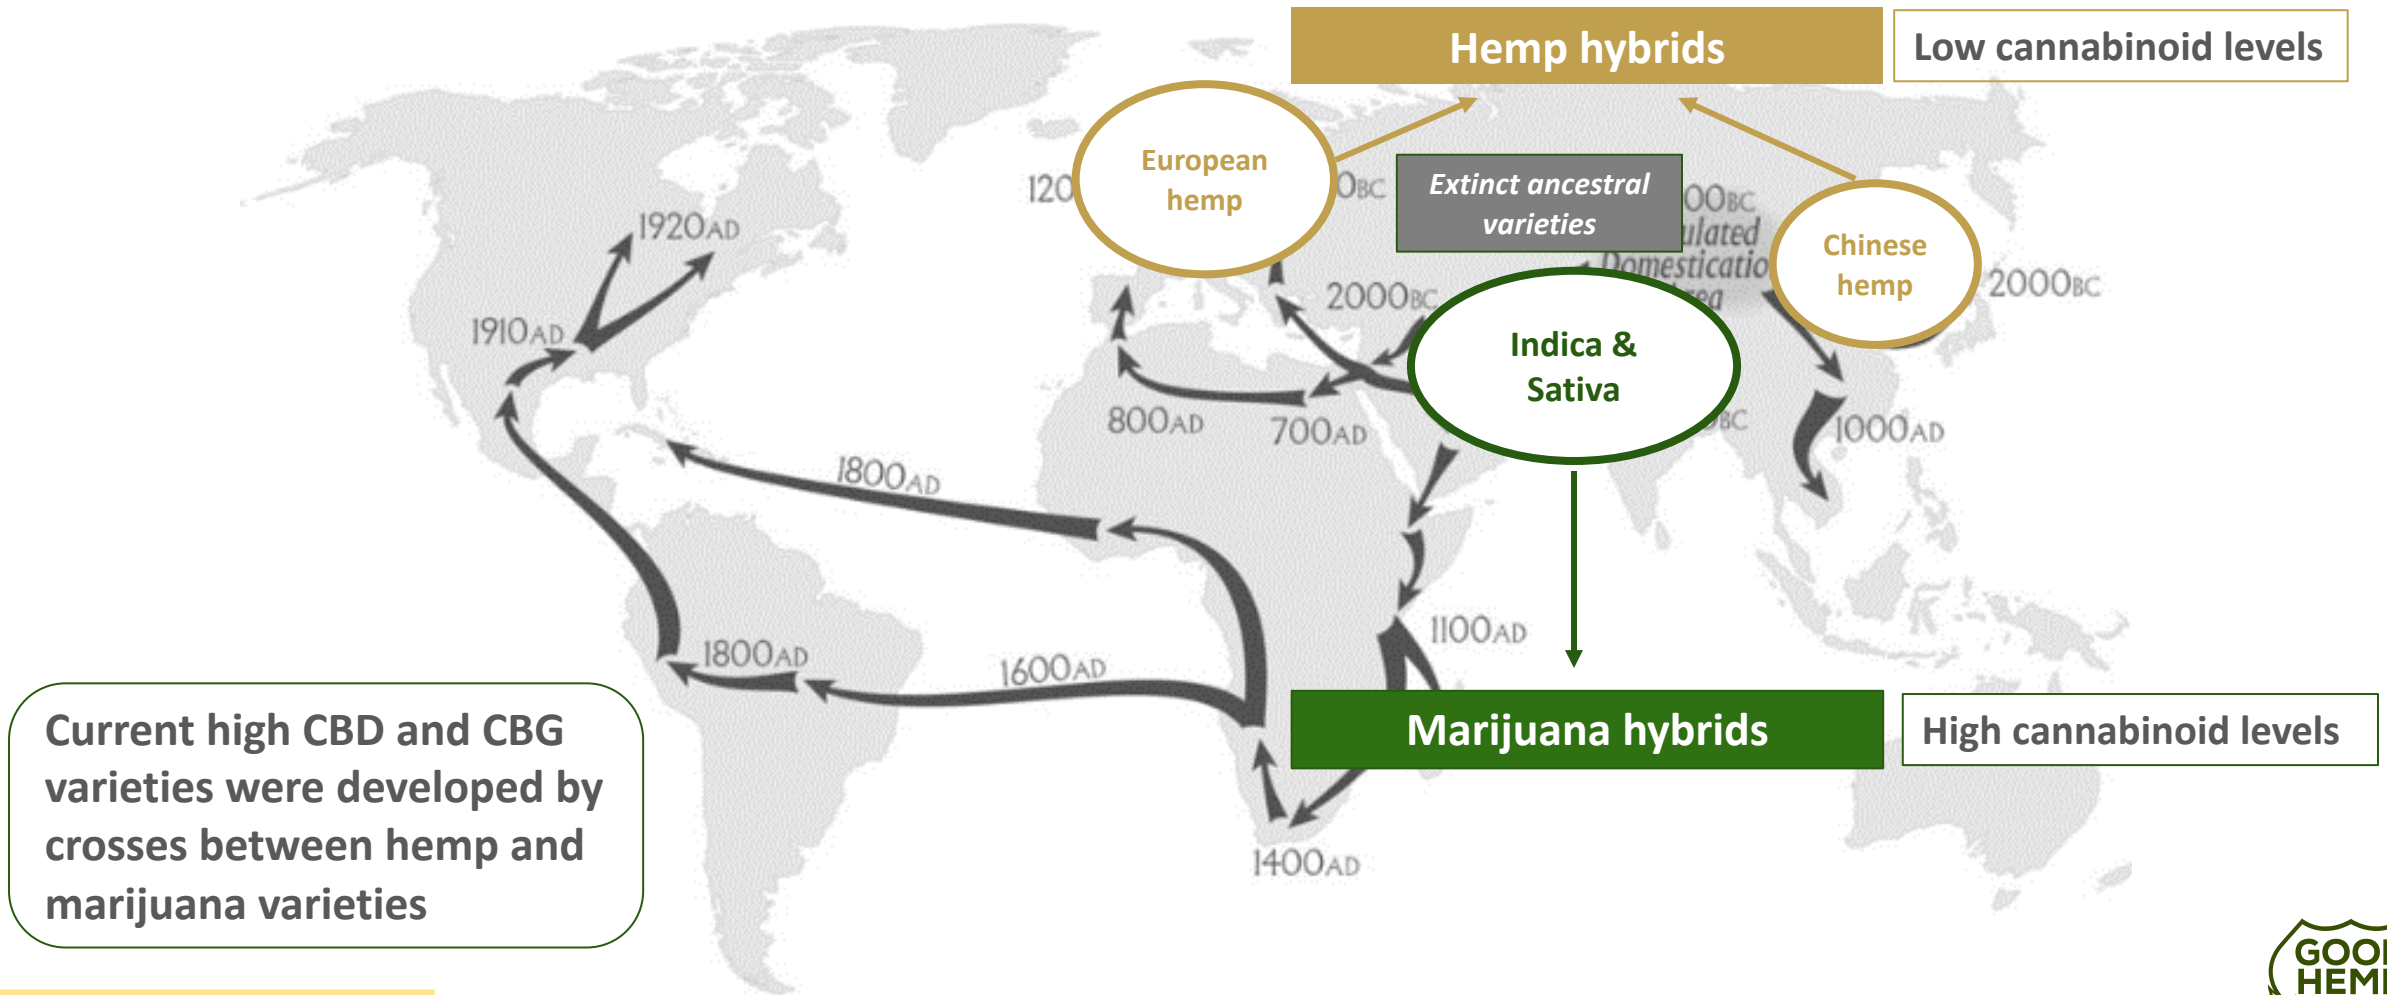 Hemp hybrids
Low cannabinoid levels
European
hemp
Extinct ancestral
varieties
Chinese
hemp
Indica &
Sativa
Marijuana hybrids
High cannabinoid levels
Current high CBD and CBG
varieties were developed by
crosses between hemp and
marijuana varieties
1920AD
1910AD
2000BC
2000BC
800AD
700AD
1000AD
1800AD
1100AD
1800AD
1600AD
1400AD